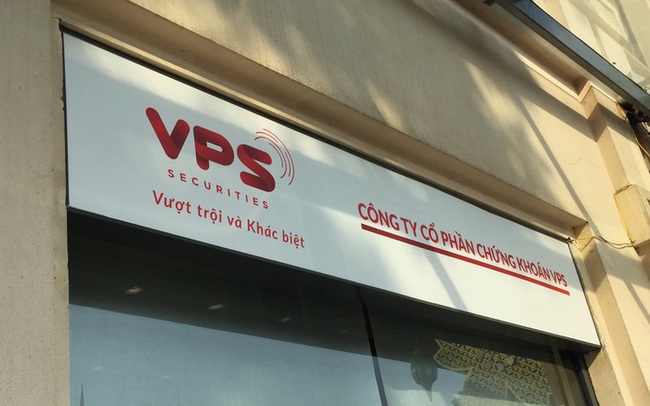 VPS
SECURITIES
Vượt trội và Khác biệt
CÔNG TY CỔ PHẦN CHỨNG KHOÁN VPS